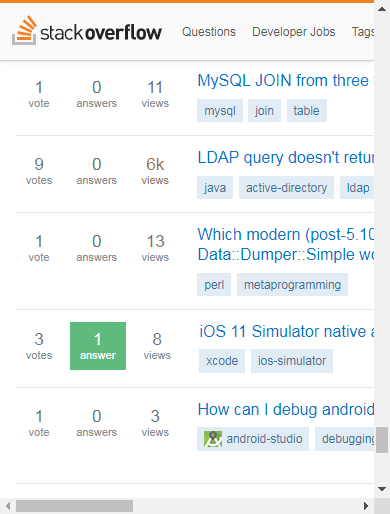 stackoverflow Questions Developer Jobs Tags
1 0 11 MySQL JOIN from three
vote answers views
mysql join table
9 0 6k LDAP query doesn't retur
votes answers views
java active-directory ldap
1 0 13 Which modern (post-5.10
vote answers views Data::Dumper::Simple wo
perl metaprogramming
3 1 8 iOS 11 Simulator native a
votes answer views
xcode ios-simulator
1 0 3 How can I debug android
vote answers views
android-studio debugging